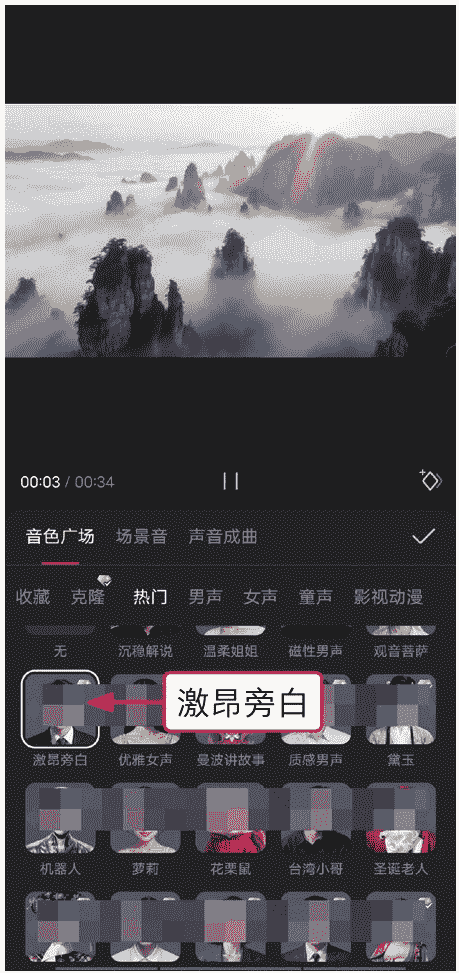 00:03 / 00:34
音色广场 场景音 声音成曲
收藏 克隆 热门 男声 女声 童声 影视动漫
无 沉稳解说 温柔姐姐 磁性男声 观音菩萨
激昂旁白
激昂旁白 优雅女声 曼波讲故事 质感男声 黛玉
机器人 萝莉 花栗鼠 台湾小哥 圣诞老人